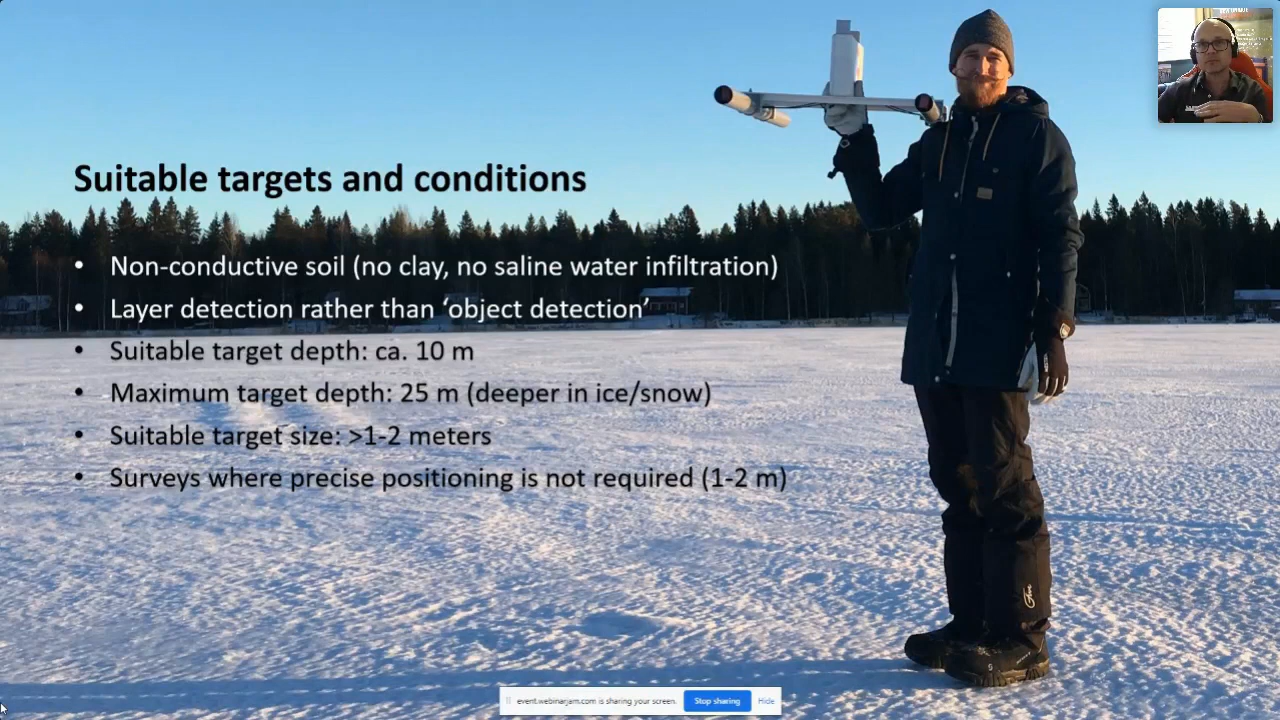 Suitable targets and conditions
• Non-conductive soil (no clay, no saline water infiltration)
• Layer detection rather than ‘object detection’
• Suitable target depth: ca. 10 m
• Maximum target depth: 25 m (deeper in ice/snow)
• Suitable target size: >1-2 meters
• Surveys where precise positioning is not required (1-2 m)
event.webinarjam.com is sharing your screen.
Stop sharing
Hide